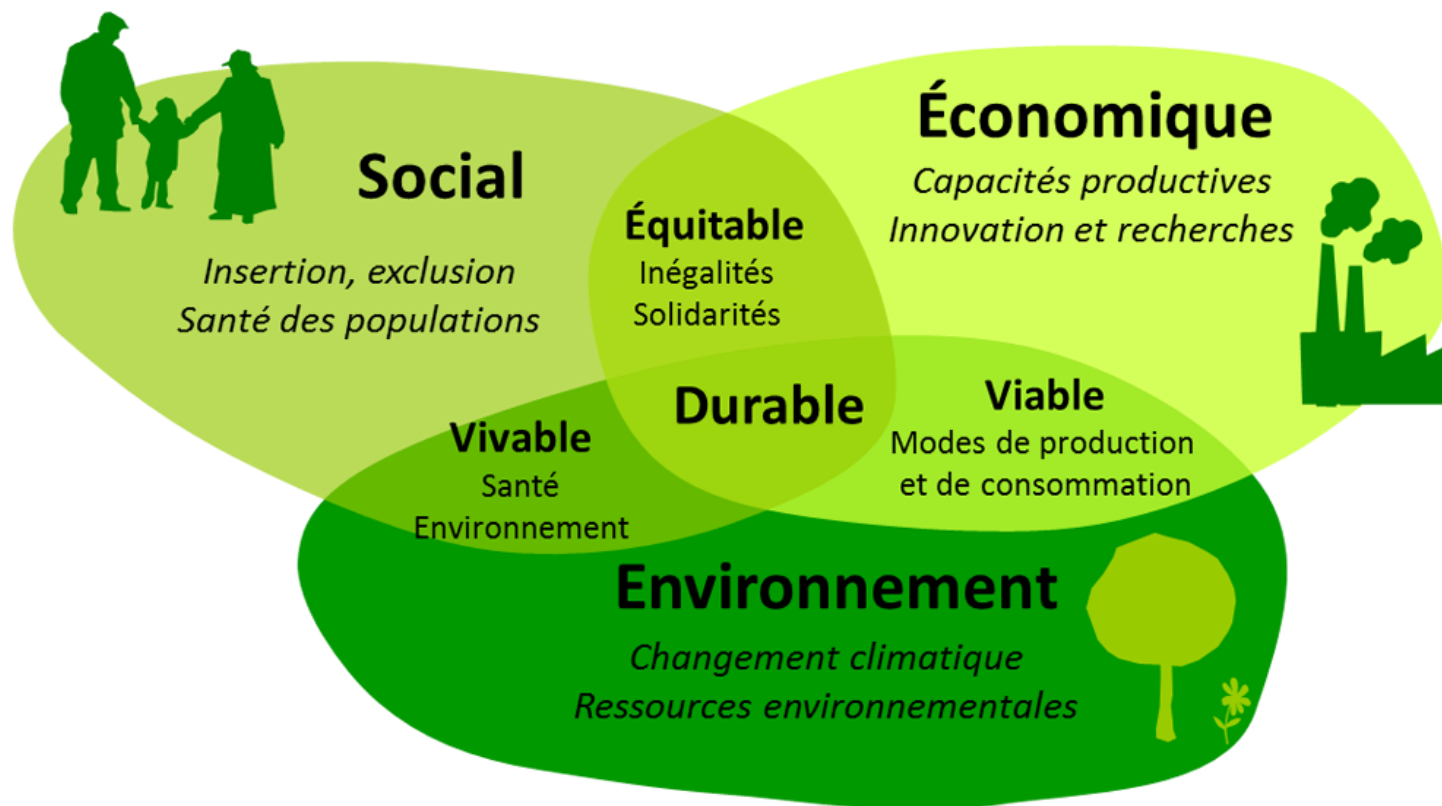 Social
Insertion, exclusion
Santé des populations
Économique
Capacités productives
Innovation et recherches
Équitable
Inégalités
Solidarités
Durable
Vivable
Santé
Environnement
Viable
Modes de production
et de consommation
Environnement
Changement climatique
Ressources environnementales